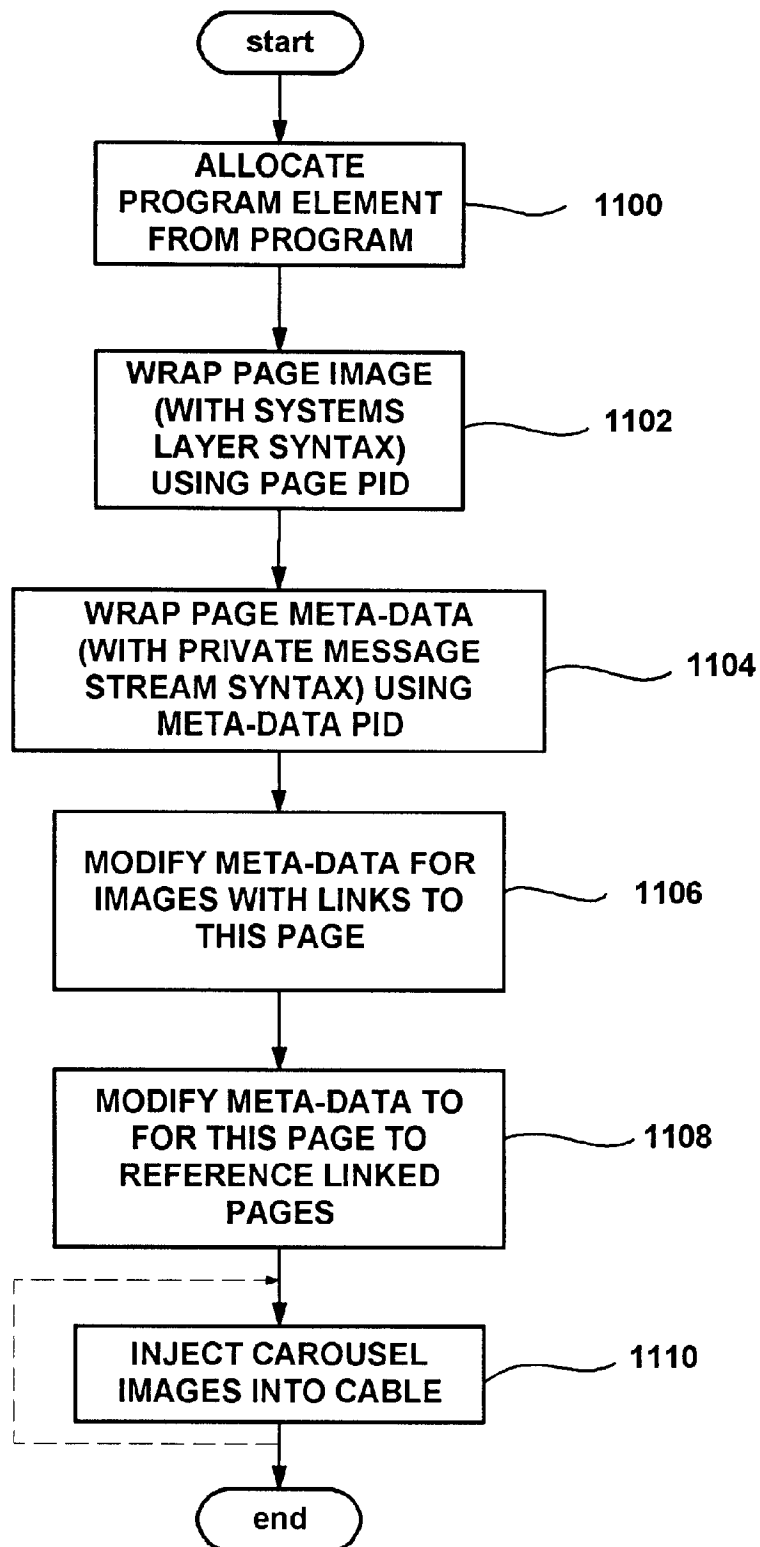 start
ALLOCATE
PROGRAM ELEMENT
FROM PROGRAM
1100
WRAP PAGE IMAGE
(WITH SYSTEMS
LAYER SYNTAX)
USING PAGE PID
1102
WRAP PAGE META-DATA
(WITH PRIVATE MESSAGE
STREAM SYNTAX) USING
META-DATA PID
1104
MODIFY META-DATA FOR
IMAGES WITH LINKS TO
THIS PAGE
1106
MODIFY META-DATA TO
FOR THIS PAGE TO
REFERENCE LINKED
PAGES
1108
INJECT CAROUSEL
IMAGES INTO CABLE
1110
end